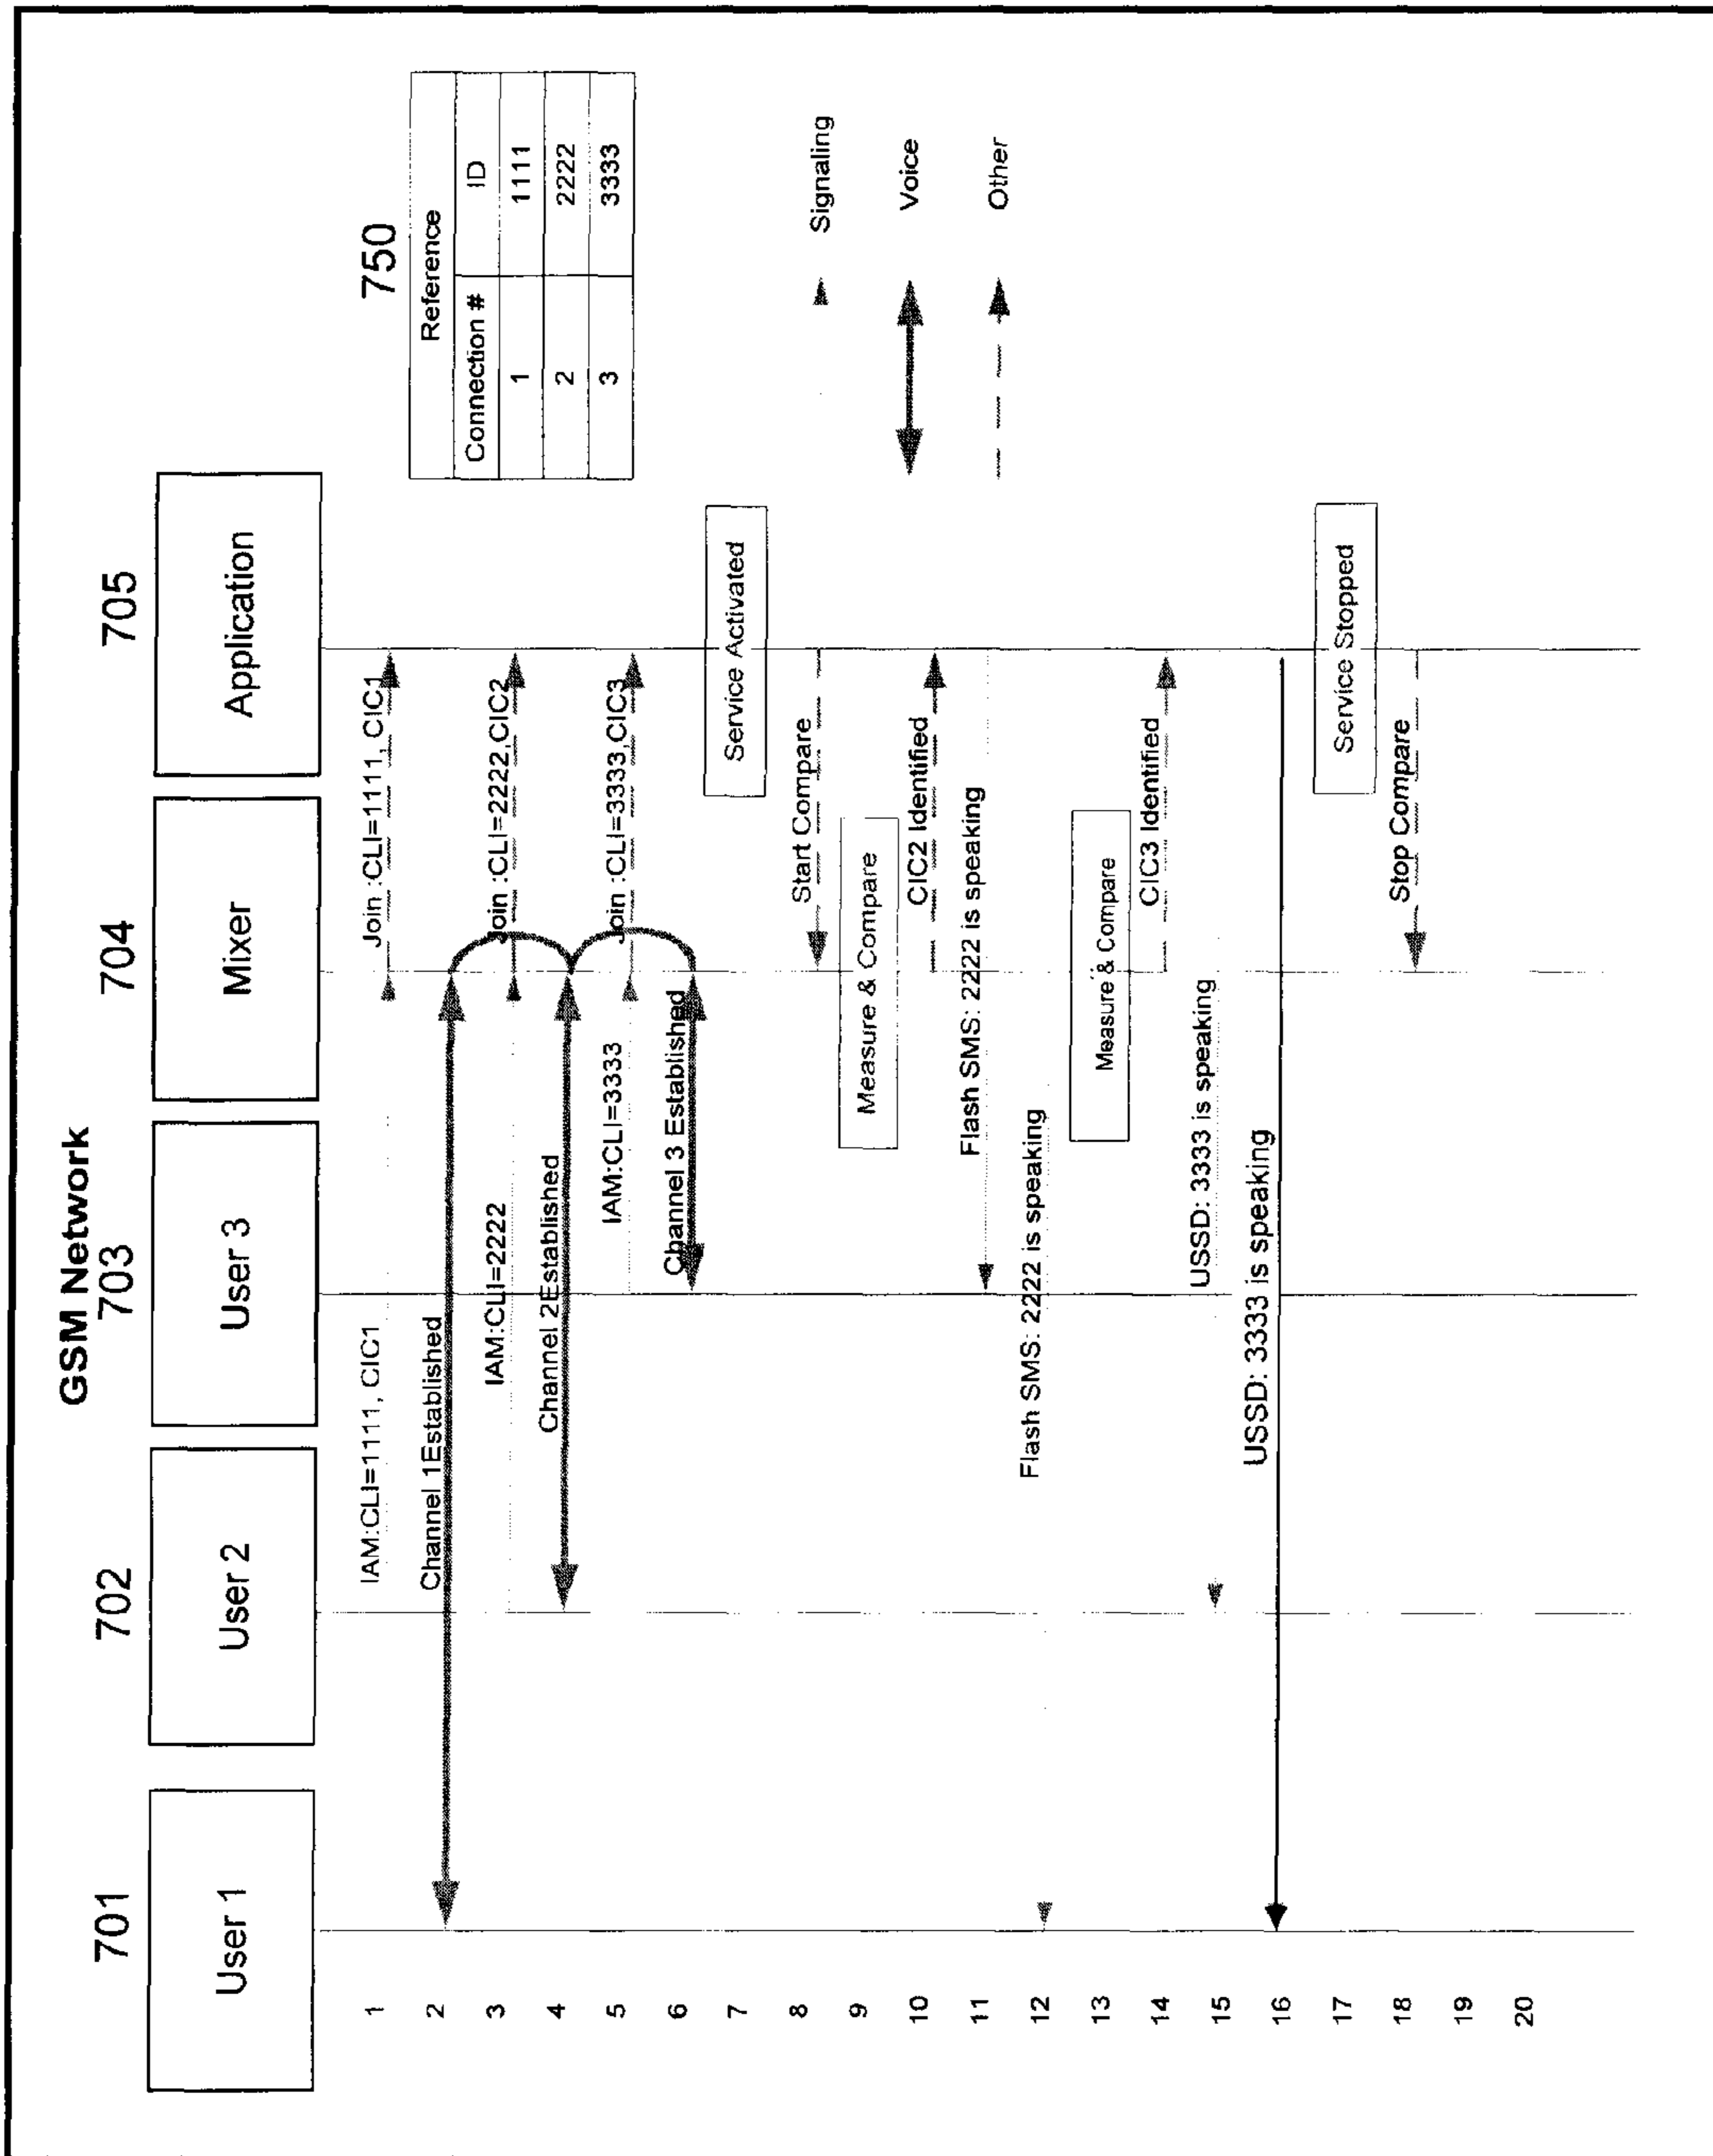 GSM Network
701
702
703
704
705
User 1
User 2
User 3
Mixer
Application
750
Reference
Connection # ID
1 1111
2 2222
3 3333
Signaling
Voice
Other
1
IAM:CLI=1111, CIC1
Join :CLI=1111, CIC1
2
Channel 1Established
3
IAM:CLI=2222
Join :CLI=2222,CIC2
4
Channel 2Established
5
IAM:CLI=3333
Join :CLI=3333,CIC3
6
Channel 3 Established
7
Service Activated
8
Start Compare
9
Measure & Compare
10
CIC2 Identified
11
Flash SMS: 2222 is speaking
12
Flash SMS: 2222 is speaking
13
Measure & Compare
14
CIC3 Identified
15
USSD: 3333 is speaking
16
USSD: 3333 is speaking
17
Service Stopped
18
Stop Compare
19
20